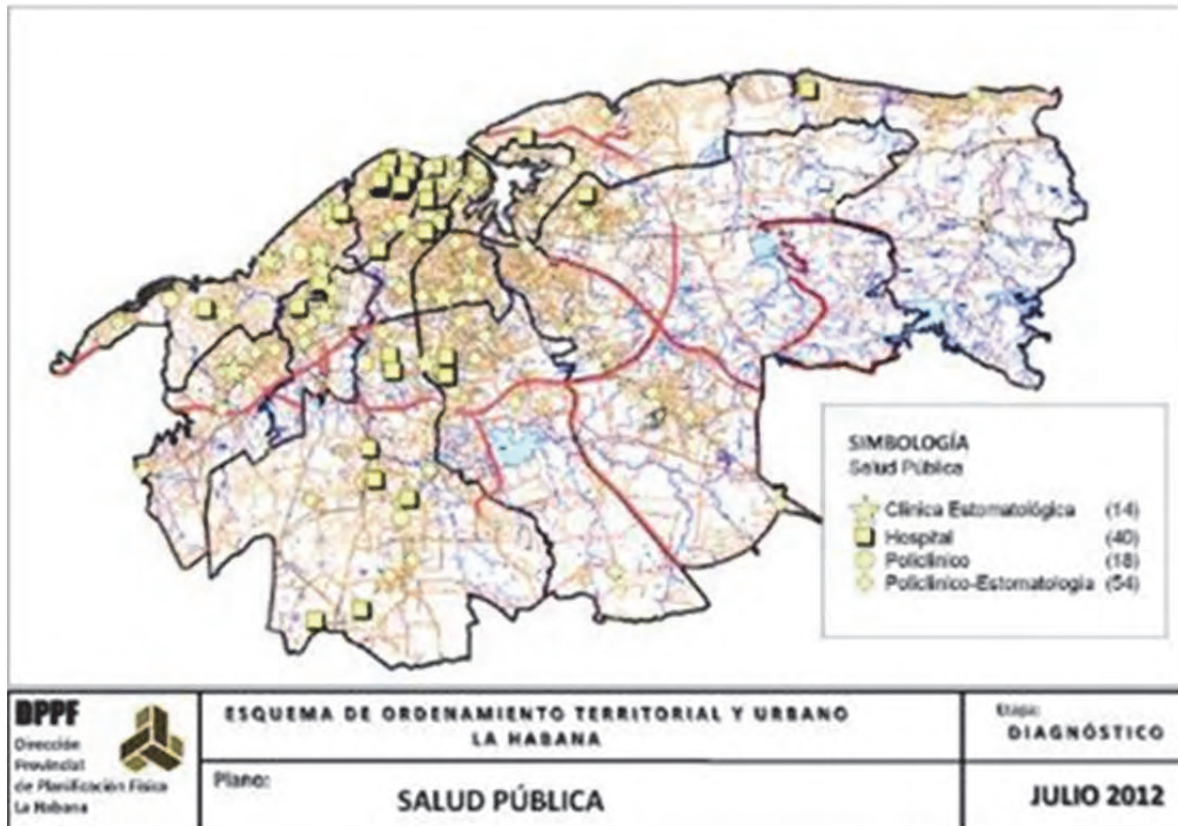 SIMBOLOGÍA
Salud Pública
Clínica Estomatológica (14)
Hospital (40)
Policlínico (18)
Policlínico-Estomatología (54)
DPPF
Dirección
Provincial
de Planificación Física
La Habana
ESQUEMA DE ORDENAMIENTO TERRITORIAL Y URBANO
LA HABANA
Etapa:
DIAGNÓSTICO
Plano:
SALUD PÚBLICA
JULIO 2012